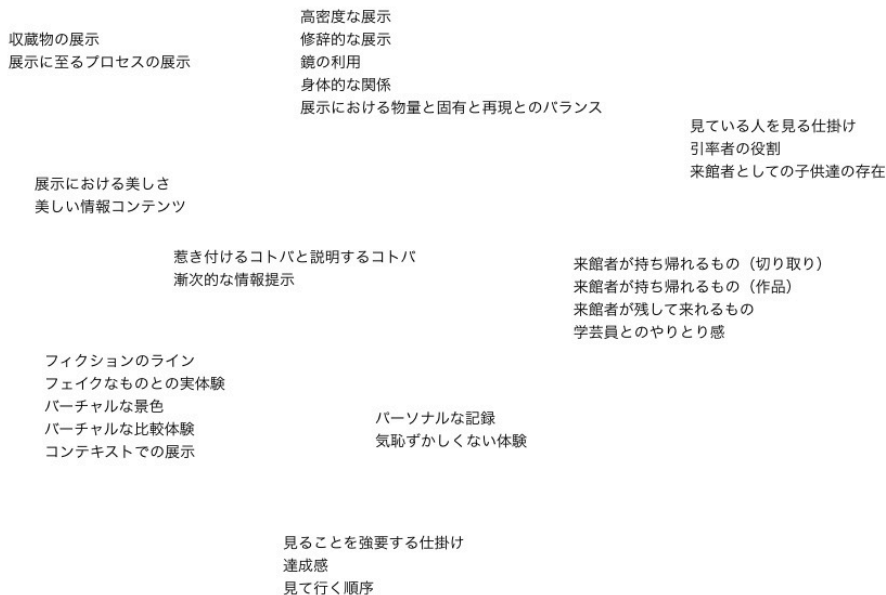 収蔵物の展示
展示に至るプロセスの展示
高密度な展示
修辞的な展示
鏡の利用
身体的な関係
展示における物量と固有と再現とのバランス
見ている人を見る仕掛け
引率者の役割
来館者としての子供達の存在
展示における美しさ
美しい情報コンテンツ
惹き付けるコトバと説明するコトバ
漸次的な情報提示
来館者が持ち帰れるもの（切り取り）
来館者が持ち帰れるもの（作品）
来館者が残して来れるもの
学芸員とのやりとり感
フィクションのライン
フェイクなものとの実体験
バーチャルな景色
バーチャルな比較体験
コンテキストでの展示
パーソナルな記録
気恥ずかしくない体験
見ることを強要する仕掛け
達成感
見て行く順序